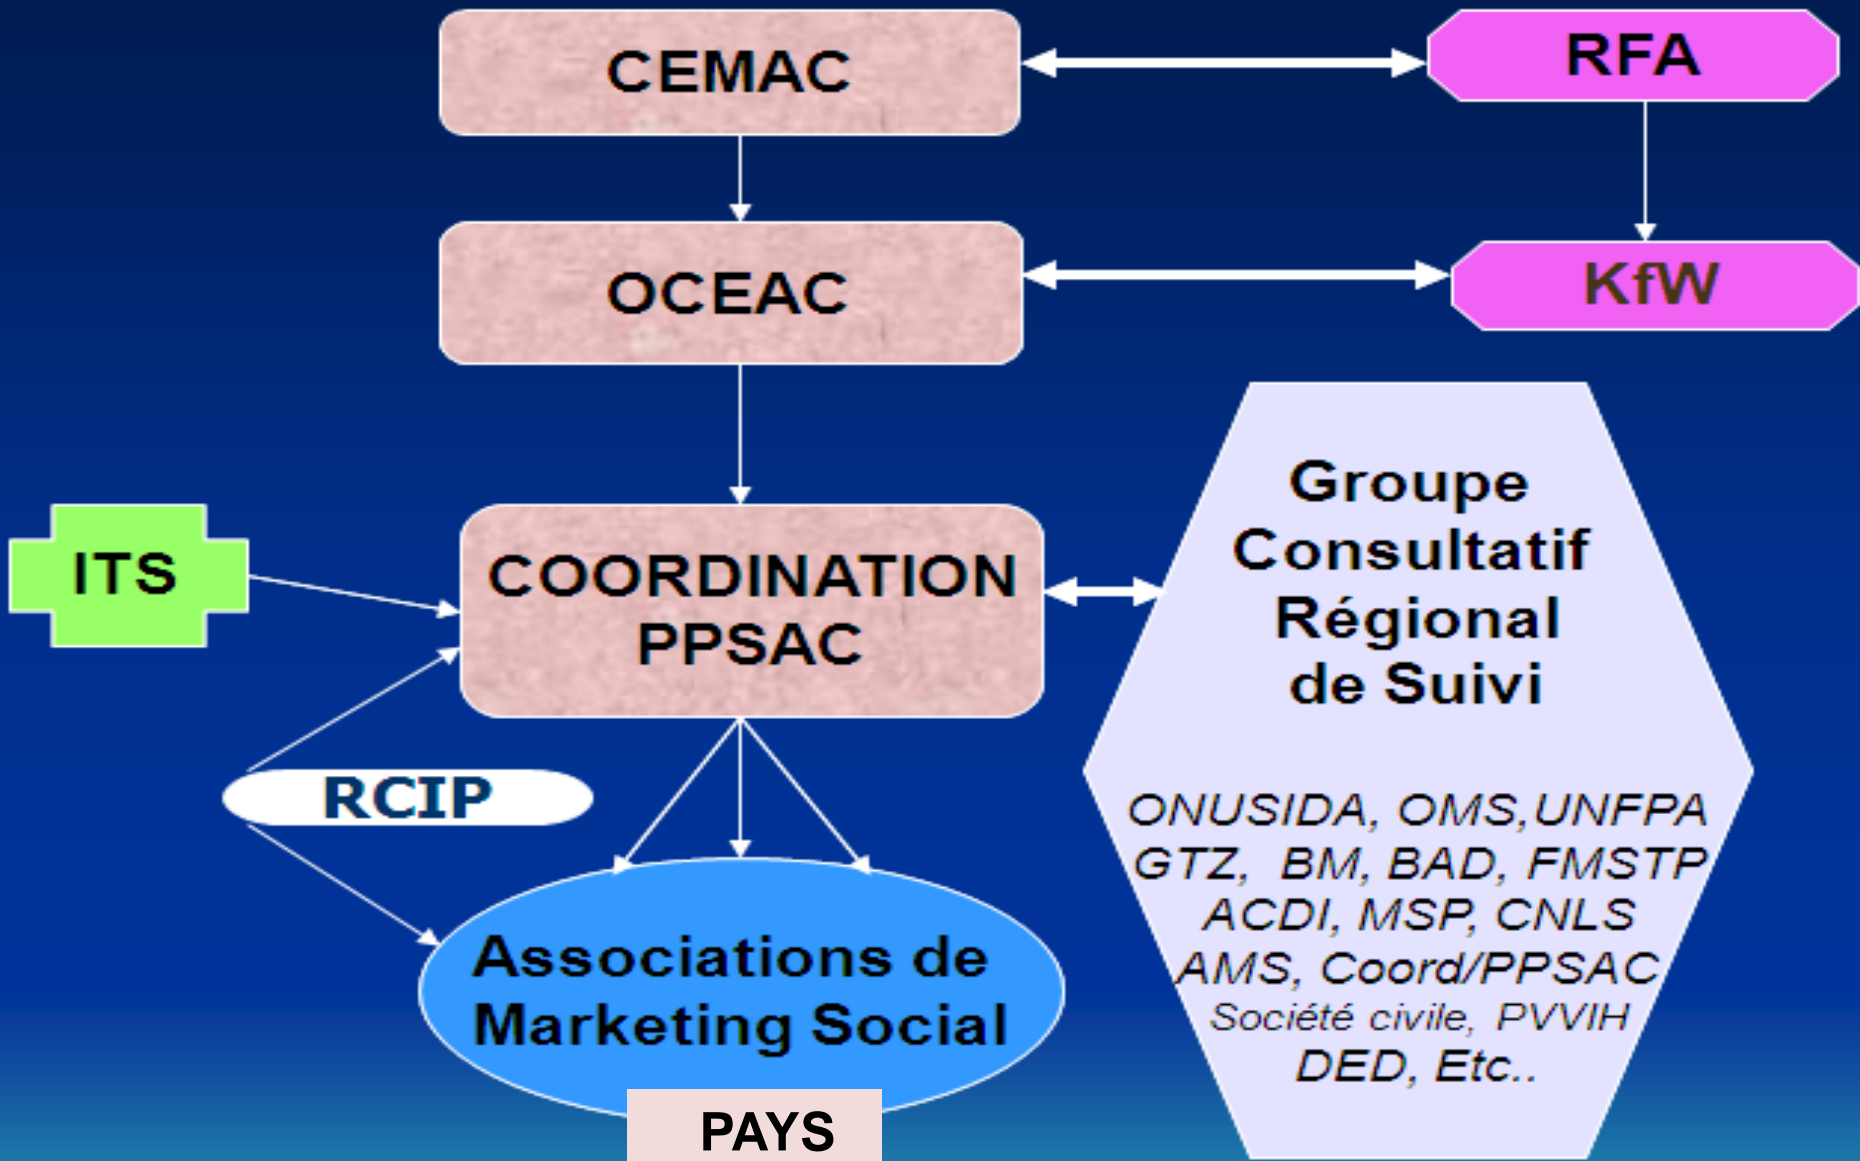 CEMAC
RFA
OCEAC
KfW
ITS
COORDINATION
PPSAC
Groupe
Consultatif
Régional
de Suivi
ONUSIDA, OMS,UNFPA
GTZ, BM, BAD, FMSTP
ACDI, MSP, CNLS
AMS, Coord/PPSAC
Société civile, PVVIH
DED, Etc..
RCIP
Associations de
Marketing Social
PAYS